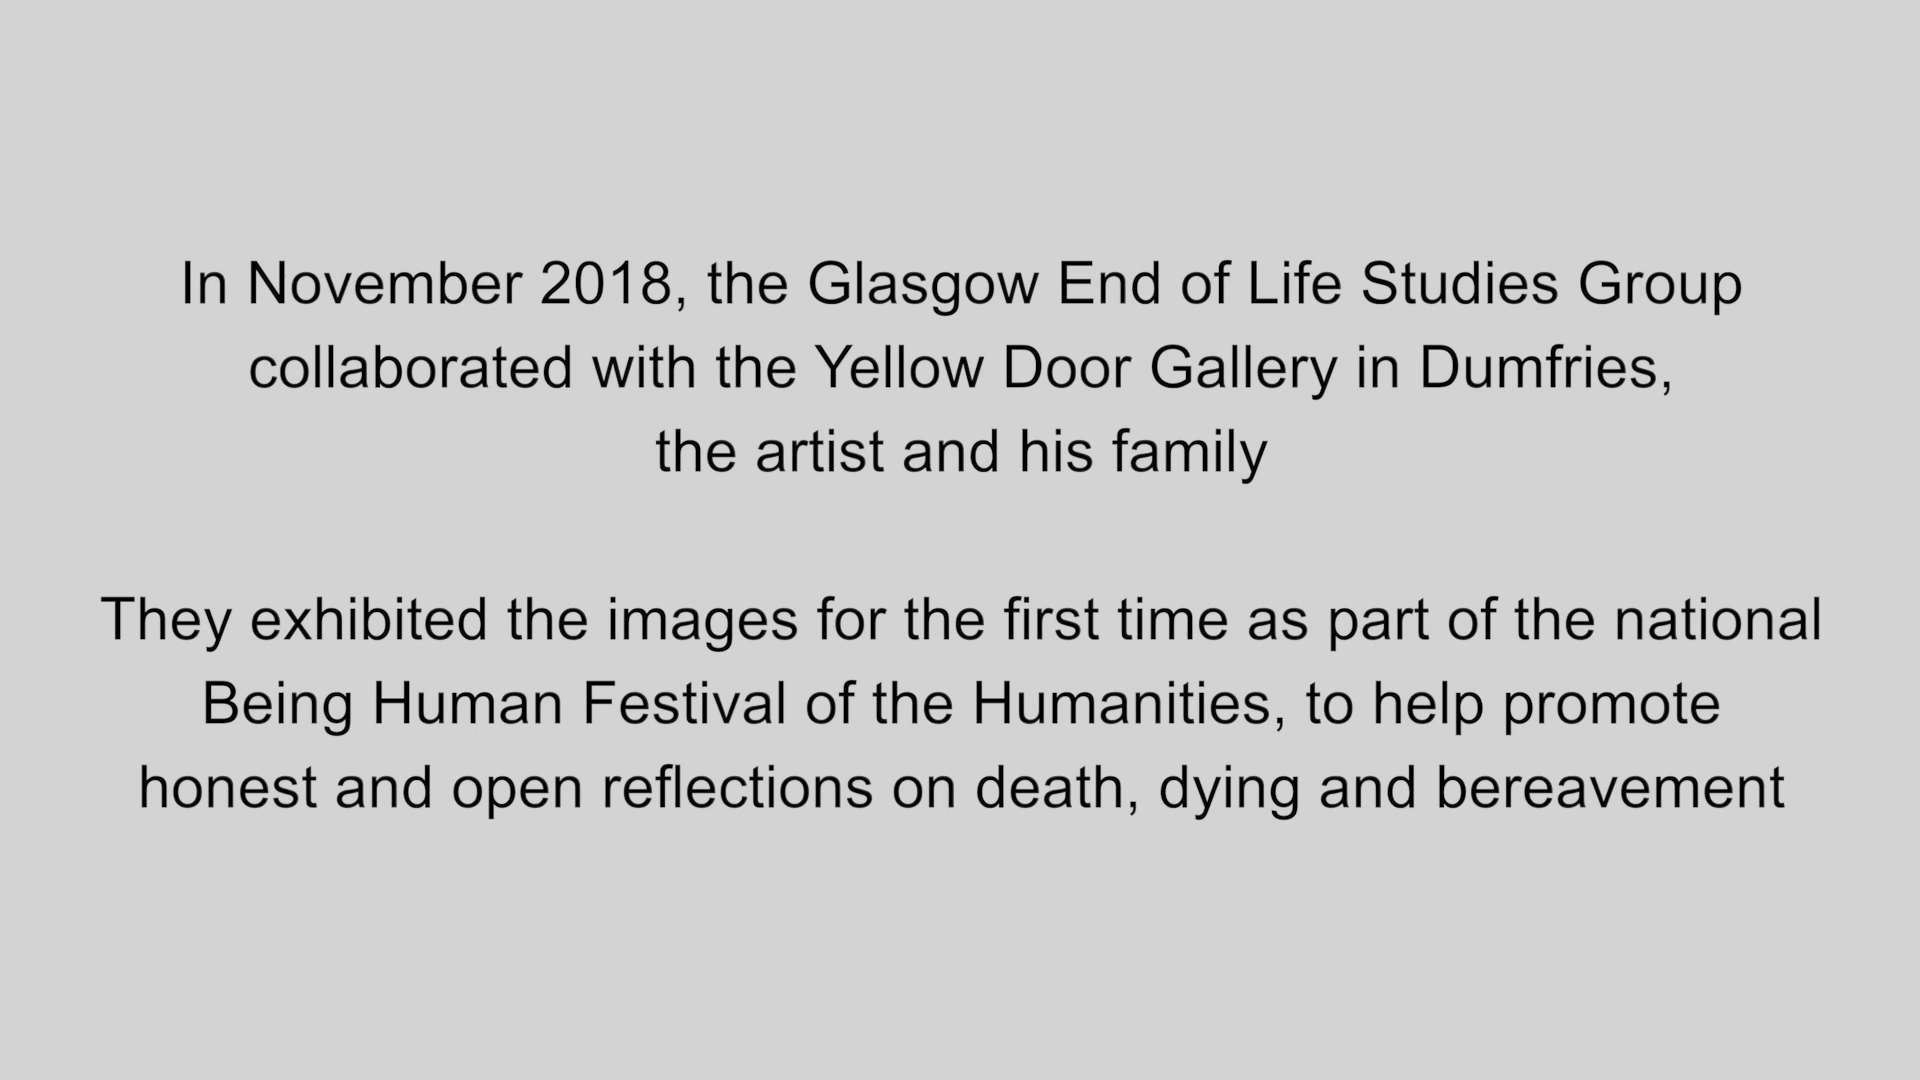 In November 2018, the Glasgow End of Life Studies Group
collaborated with the Yellow Door Gallery in Dumfries,
the artist and his family
They exhibited the images for the first time as part of the national
Being Human Festival of the Humanities, to help promote
honest and open reflections on death, dying and bereavement